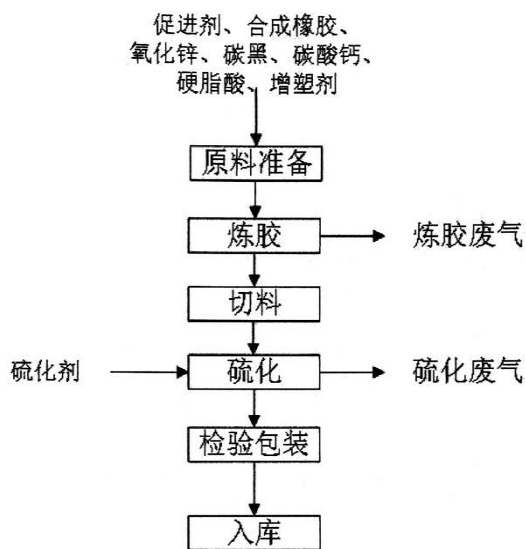 促进剂、合成橡胶、
氧化锌、碳黑、碳酸钙、
硬脂酸、增塑剂
原料准备
炼胶
炼胶废气
切料
硫化剂
硫化
硫化废气
检验包装
入库